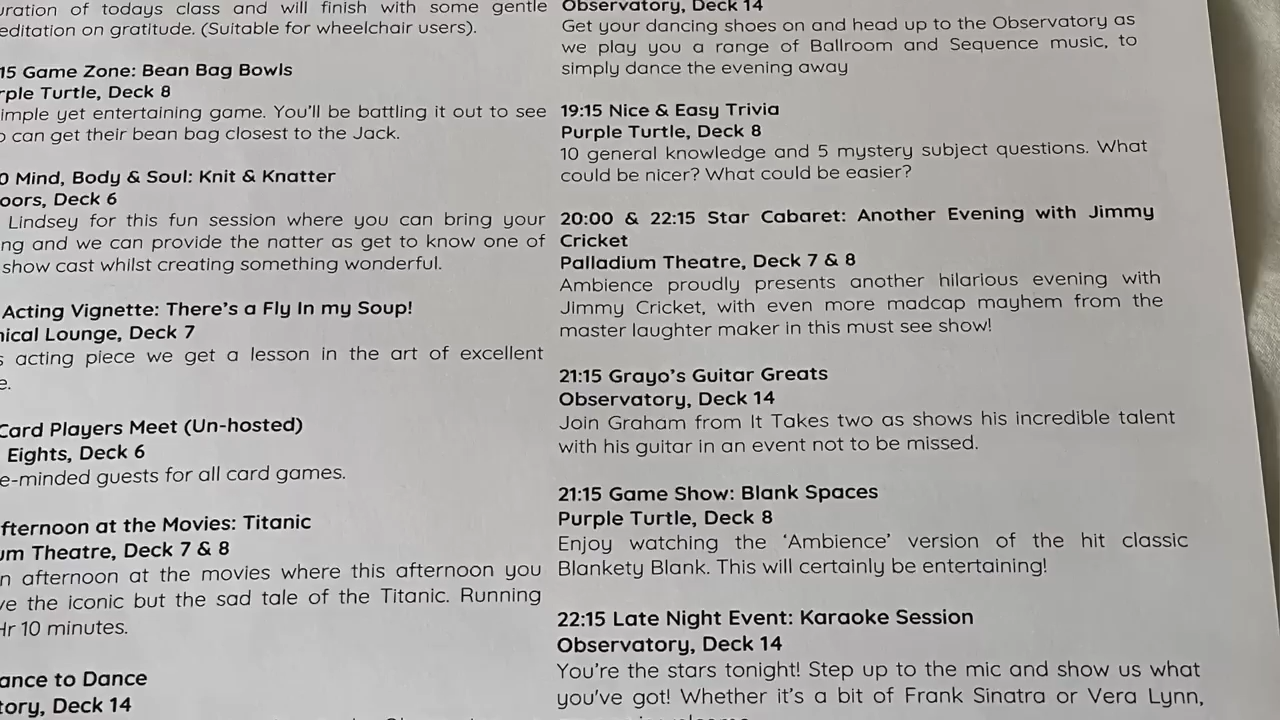 uration of todays class and will finish with some gentle
editation on gratitude. (Suitable for wheelchair users).
15 Game Zone: Bean Bag Bowls
rple Turtle, Deck 8
imple yet entertaining game. You'll be battling it out to see
o can get their bean bag closest to the Jack.
0 Mind, Body & Soul: Knit & Knatter
oors, Deck 6
Lindsey for this fun session where you can bring your
ng and we can provide the natter as get to know one of
show cast whilst creating something wonderful.
Acting Vignette: There's a Fly In my Soup!
nical Lounge, Deck 7
s acting piece we get a lesson in the art of excellent
e.
Card Players Meet (Un-hosted)
Eights, Deck 6
e-minded guests for all card games.
fternoon at the Movies: Titanic
um Theatre, Deck 7 & 8
n afternoon at the movies where this afternoon you
ve the iconic but the sad tale of the Titanic. Running
Hr 10 minutes.
ance to Dance
tory, Deck 14
Observatory, Deck 14
Get your dancing shoes on and head up to the Observatory as
we play you a range of Ballroom and Sequence music, to
simply dance the evening away
19:15 Nice & Easy Trivia
Purple Turtle, Deck 8
10 general knowledge and 5 mystery subject questions. What
could be nicer? What could be easier?
20:00 & 22:15 Star Cabaret: Another Evening with Jimmy
Cricket
Palladium Theatre, Deck 7 & 8
Ambience proudly presents another hilarious evening with
Jimmy Cricket, with even more madcap mayhem from the
master laughter maker in this must see show!
21:15 Grayo's Guitar Greats
Observatory, Deck 14
Join Graham from It Takes two as shows his incredible talent
with his guitar in an event not to be missed.
21:15 Game Show: Blank Spaces
Purple Turtle, Deck 8
Enjoy watching the 'Ambience' version of the hit classic
Blankety Blank. This will certainly be entertaining!
22:15 Late Night Event: Karaoke Session
Observatory, Deck 14
You're the stars tonight! Step up to the mic and show us what
you've got! Whether it's a bit of Frank Sinatra or Vera Lynn,